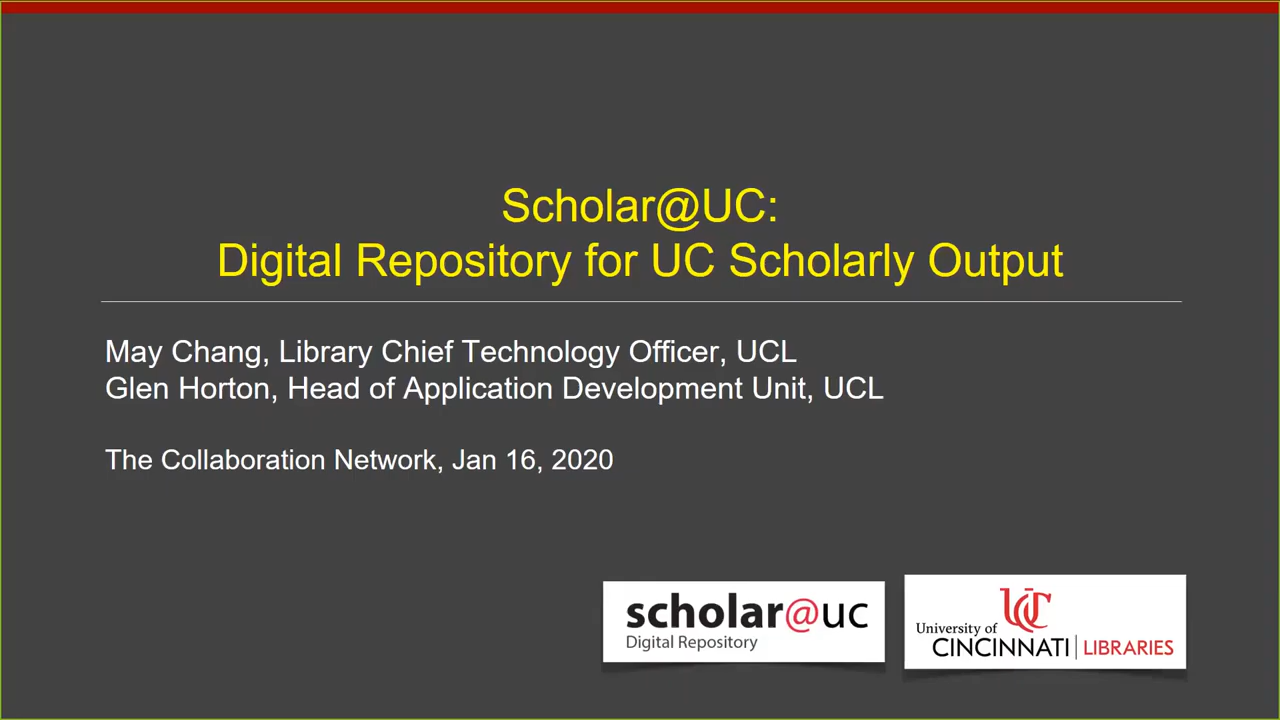 Scholar@UC:
Digital Repository for UC Scholarly Output
May Chang, Library Chief Technology Officer, UCL
Glen Horton, Head of Application Development Unit, UCL
The Collaboration Network, Jan 16, 2020
scholar@uc
Digital Repository
UC
University of
CINCINNATI LIBRARIES